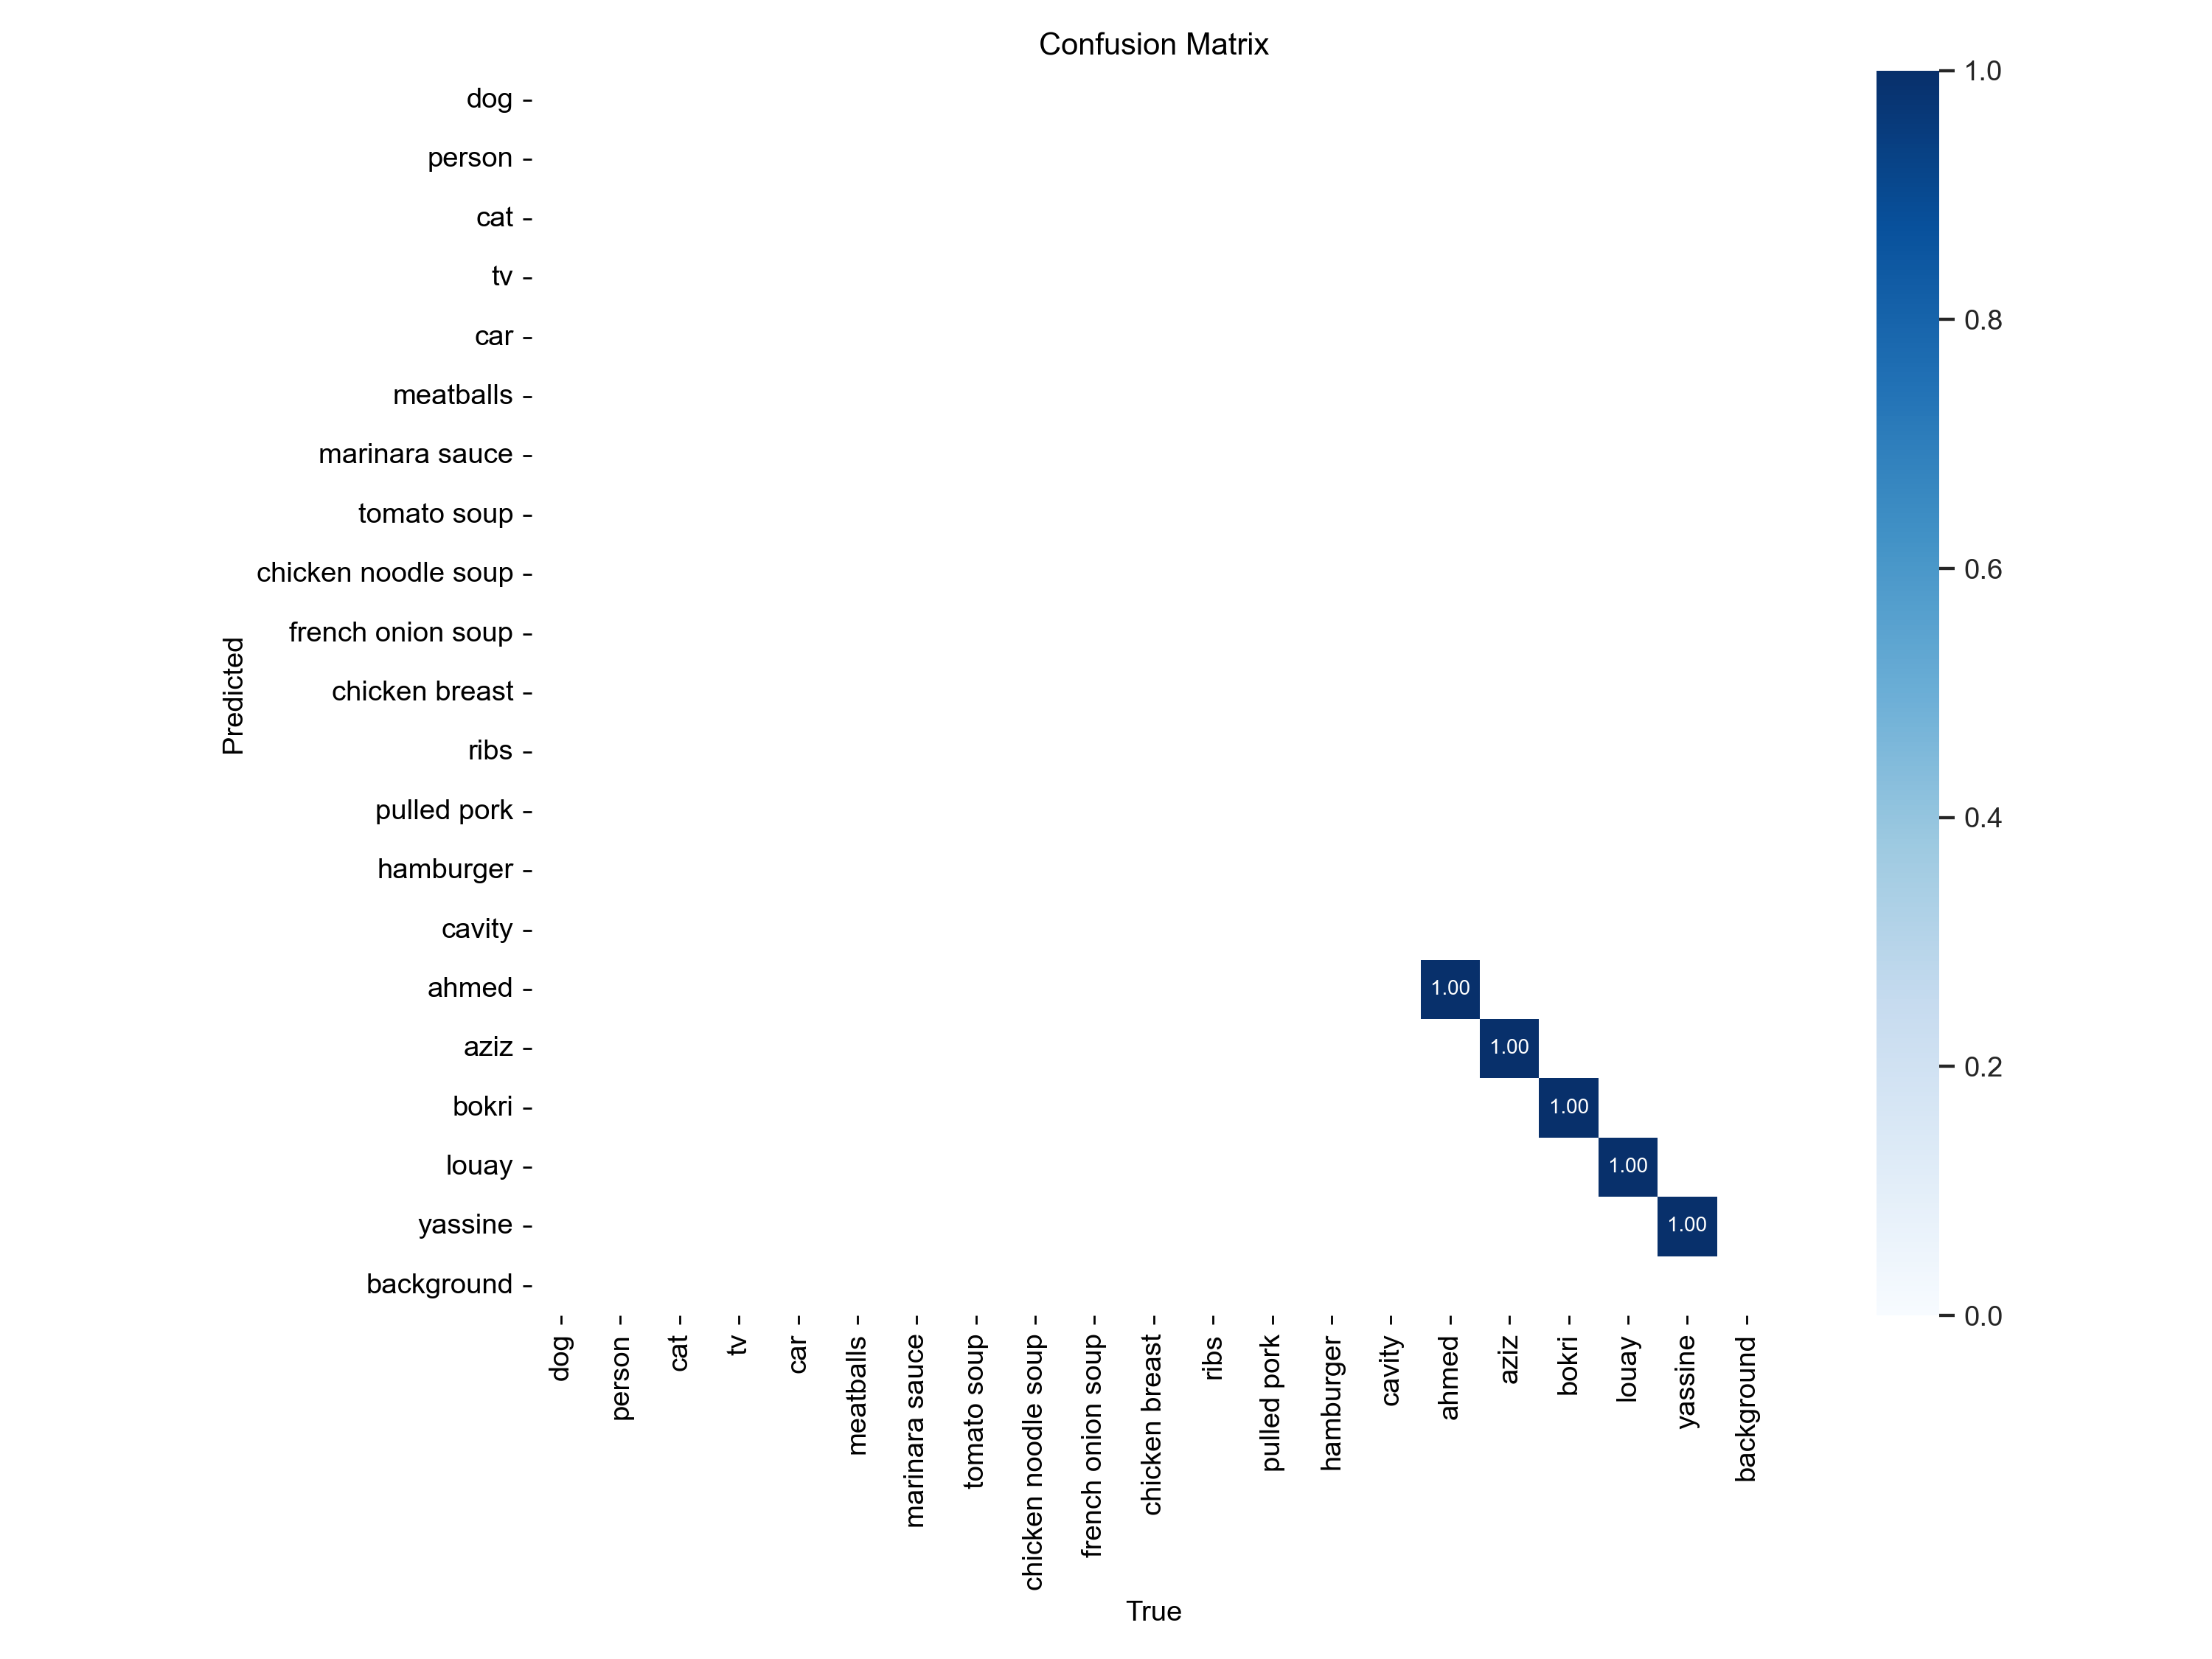 Confusion Matrix
dog
person
cat
tv
car
meatballs
marinara sauce
tomato soup
chicken noodle soup
french onion soup
chicken breast
ribs
pulled pork
hamburger
cavity
ahmed
aziz
bokri
louay
yassine
background
Predicted
1.00
1.00
1.00
1.00
1.00
dog
person
cat
tv
car
meatballs
marinara sauce
tomato soup
chicken noodle soup
french onion soup
chicken breast
ribs
pulled pork
hamburger
cavity
ahmed
aziz
bokri
louay
yassine
background
True
1.0
0.8
0.6
0.4
0.2
0.0